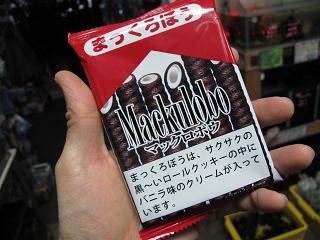 まっくろぼう
Mackulobo
マックロボウ
まっくろぼうは、サクサクの
黒〜いロールクッキーの中に
バニラ味のクリームが入って
います。